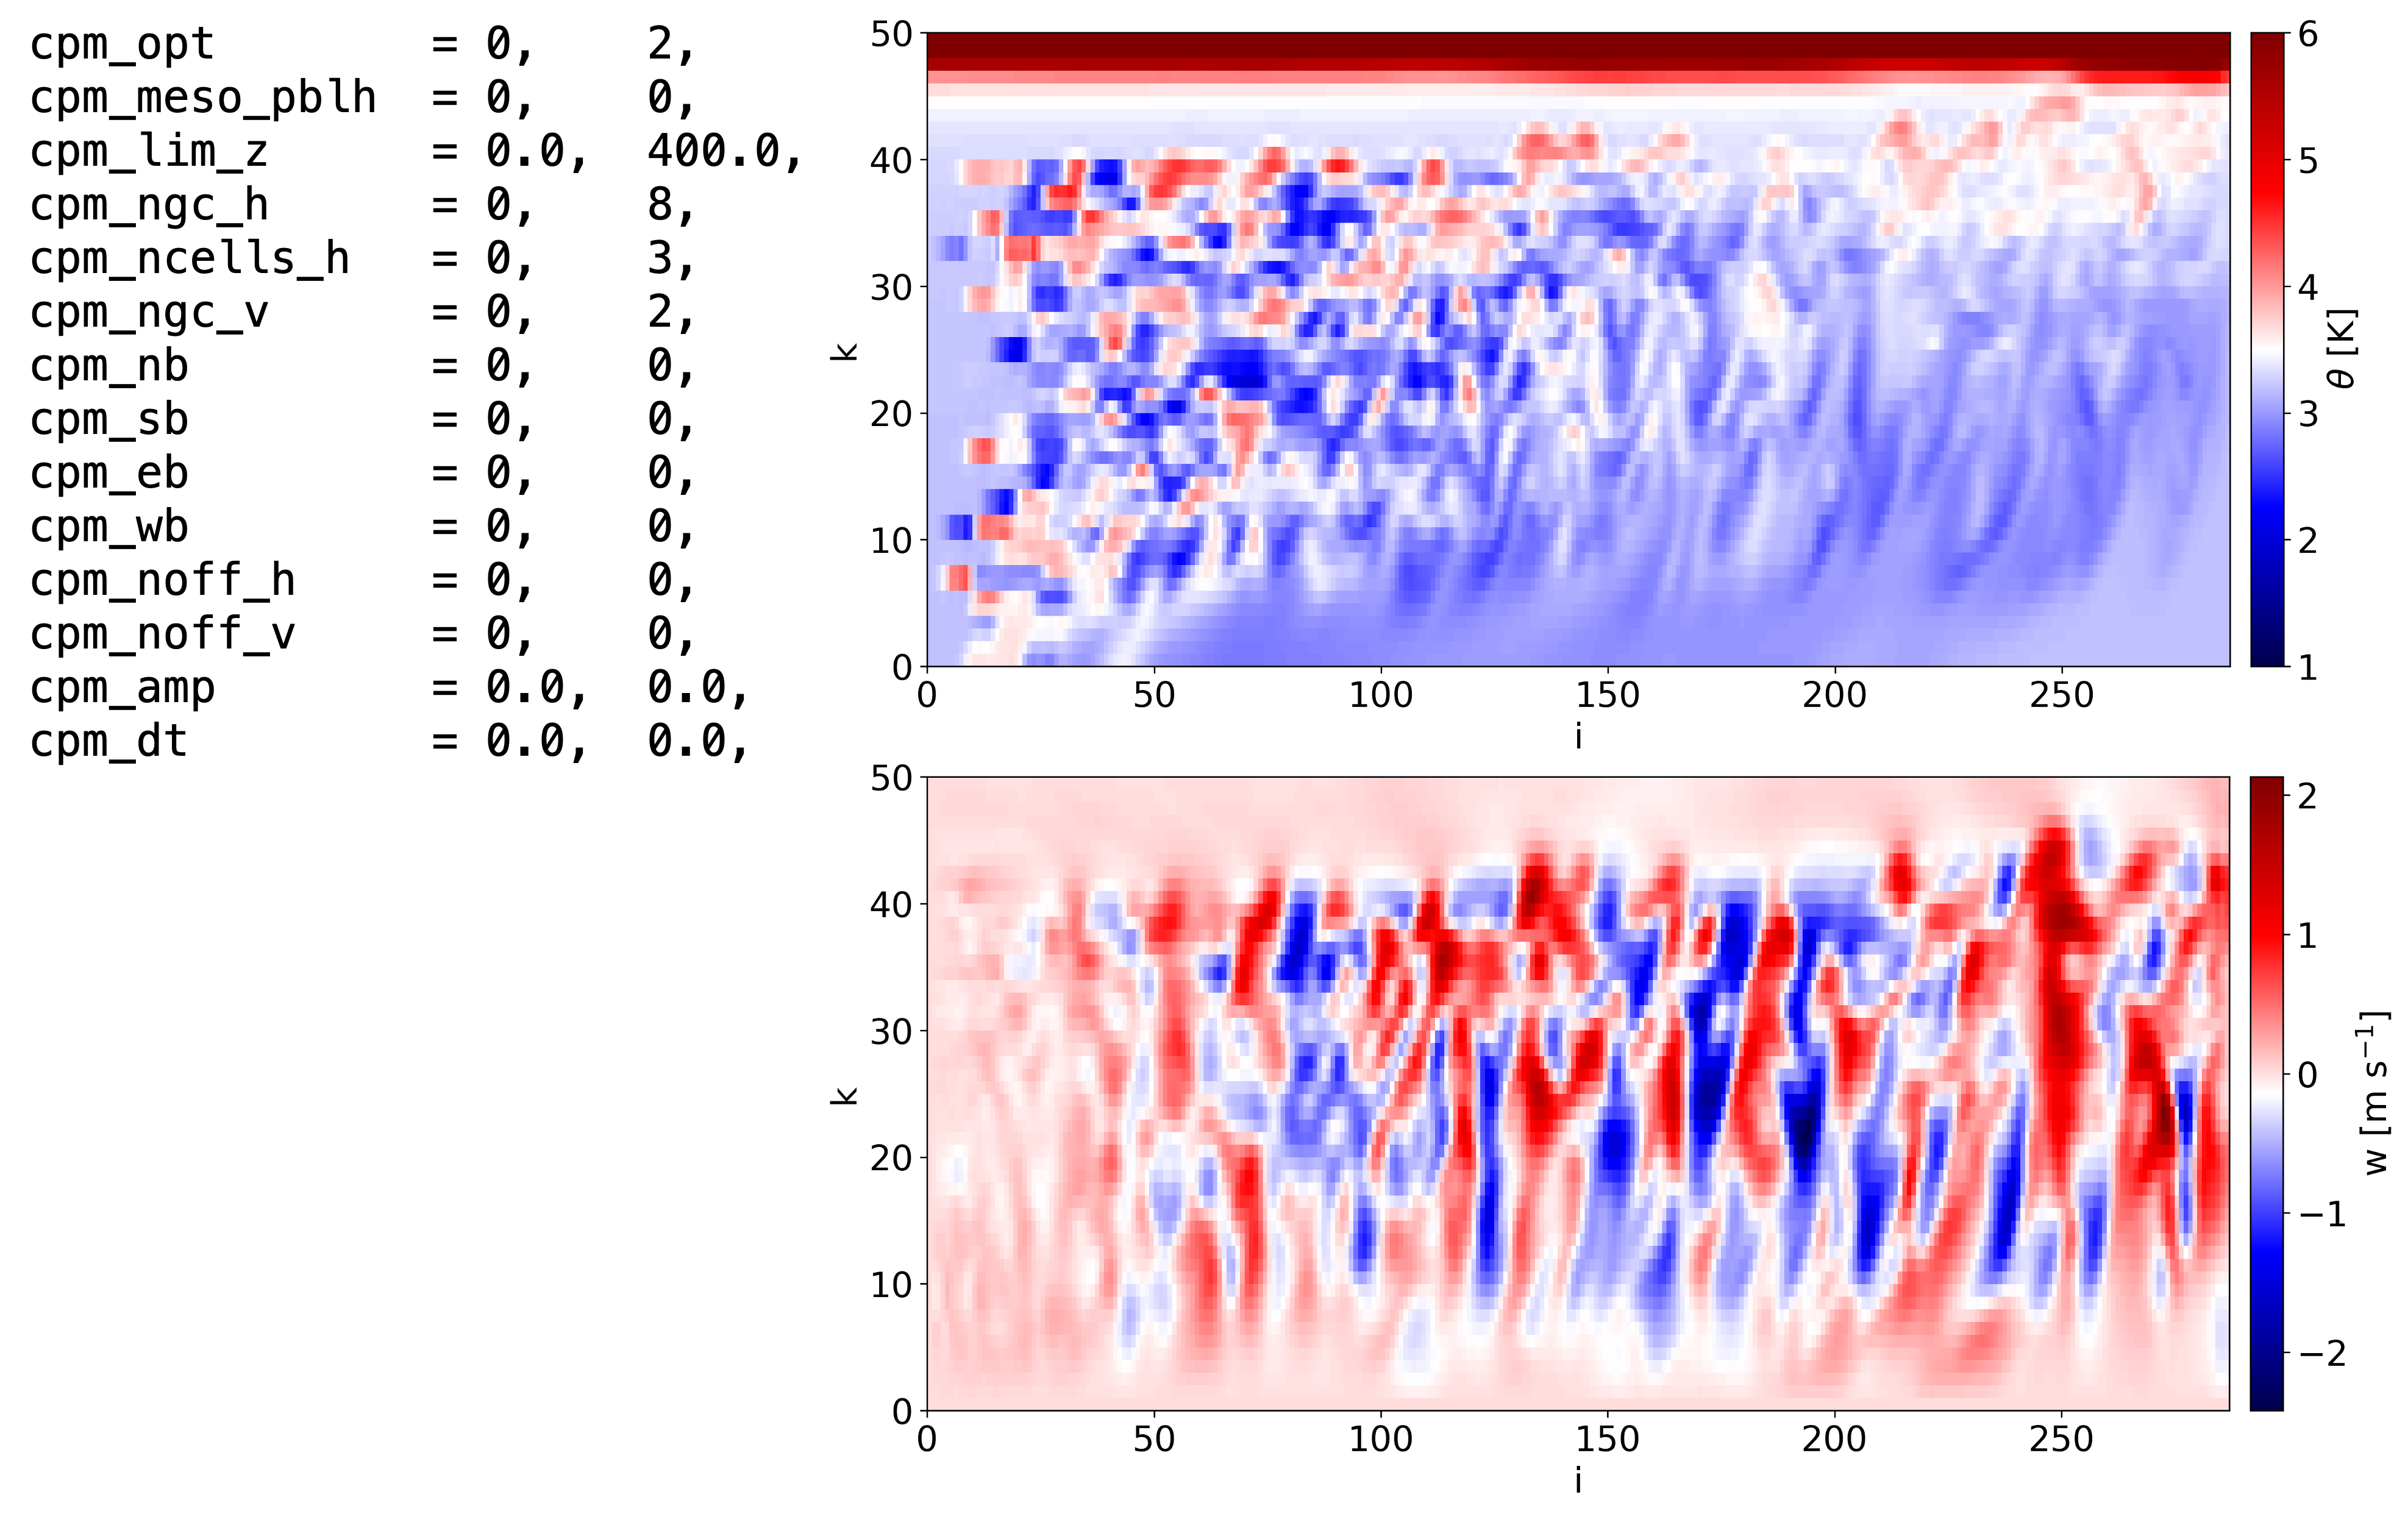 cpm_opt = 0, 2,
cpm_meso_pblh = 0, 0,
cpm_lim_z = 0.0, 400.0,
cpm_ngc_h = 0, 8,
cpm_ncells_h = 0, 3,
cpm_ngc_v = 0, 2,
cpm_nb = 0, 0,
cpm_sb = 0, 0,
cpm_eb = 0, 0,
cpm_wb = 0, 0,
cpm_noff_h = 0, 0,
cpm_noff_v = 0, 0,
cpm_amp = 0.0, 0.0,
cpm_dt = 0.0, 0.0,
50
40
30
20
10
0
k
0 50 100 150 200 250
i
6
5
4
3
2
1
θ [K]
50
40
30
20
10
0
k
0 50 100 150 200 250
i
2
1
0
−1
−2
w [m s⁻¹]